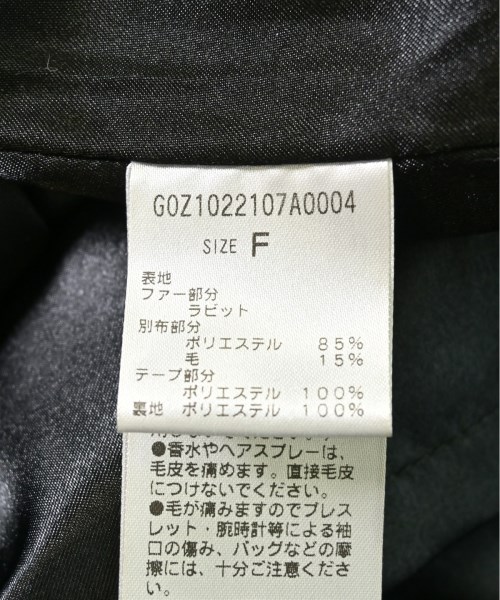 G0Z1022107A0004
SIZE F
表地
ファー部分
ラビット
別布部分
ポリエステル 85%
毛 15%
テープ部分
ポリエステル 100%
裏地 ポリエステル 100%
●香水やヘアスプレーは、
毛皮を痛めます。直接毛皮
につけないでください。
●毛が痛みますのでブレス
レット・腕時計等による袖
口の傷み、バッグなどの摩
擦には、十分ご注意くださ
い。